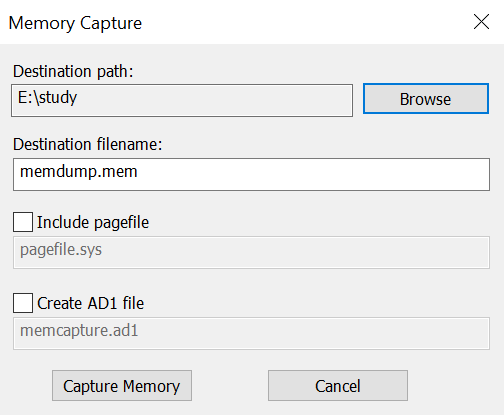 Memory Capture
Destination path:
E:\study
Browse
Destination filename:
memdump.mem
Include pagefile
pagefile.sys
Create AD1 file
memcapture.ad1
Capture Memory
Cancel